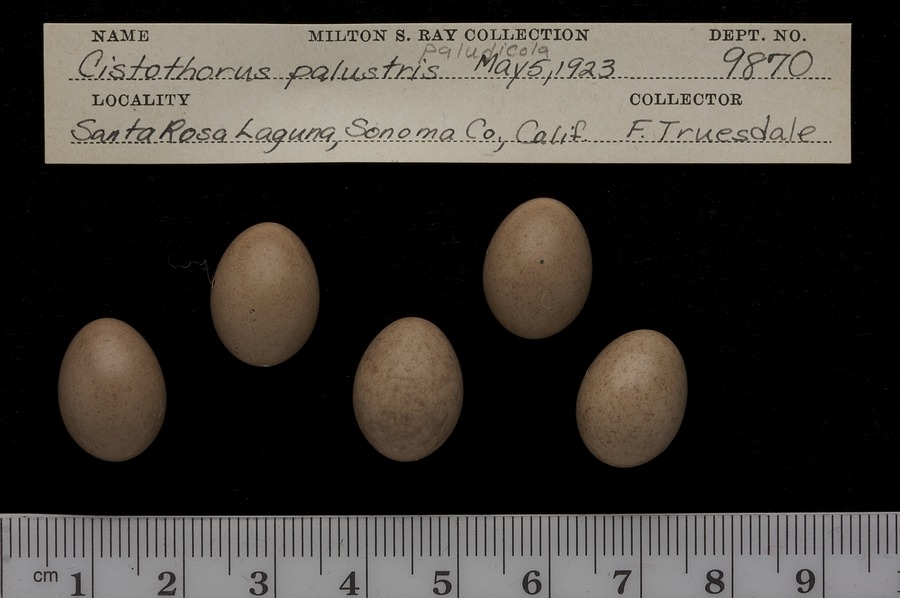 NAME MILTON S. RAY COLLECTION DEPT. NO.
paludicola
Cistothorus palustris May 5, 1923 9870
LOCALITY COLLECTOR
Santa Rosa Laguna, Sonoma Co., Calif. F. Truesdale
cm 1 2 3 4 5 6 7 8 9